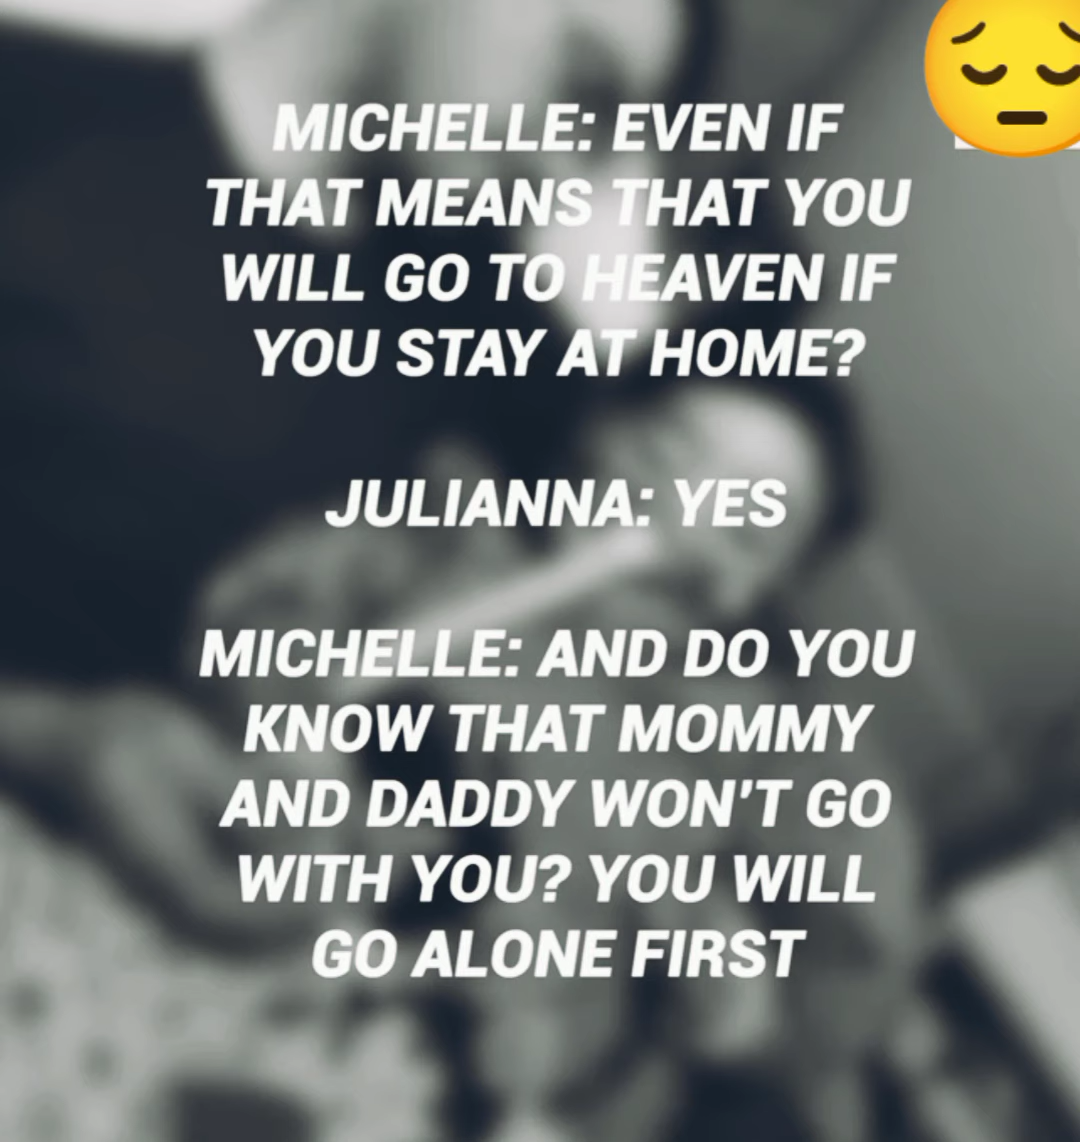 MICHELLE: EVEN IF
THAT MEANS THAT YOU
WILL GO TO HEAVEN IF
YOU STAY AT HOME?
JULIANNA: YES
MICHELLE: AND DO YOU
KNOW THAT MOMMY
AND DADDY WON'T GO
WITH YOU? YOU WILL
GO ALONE FIRST